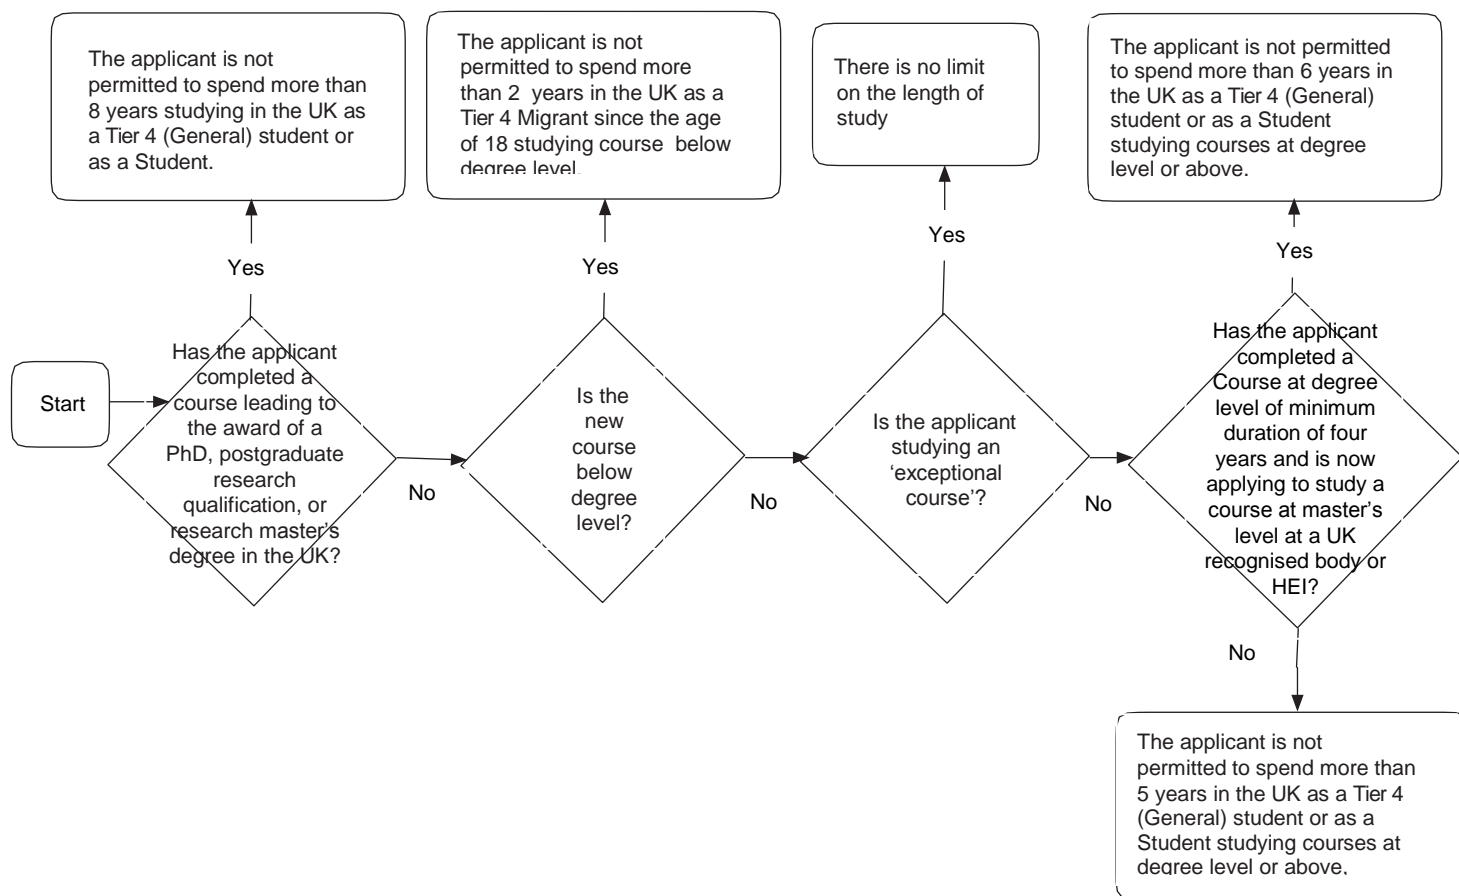 The applicant is not
permitted to spend more than
8 years studying in the UK as
a Tier 4 (General) student or
as a Student.
The applicant is not
permitted to spend more
than 2 years in the UK as a
Tier 4 Migrant since the age
of 18 studying course below
degree level.
There is no limit
on the length of
study
The applicant is not permitted
to spend more than 6 years in
the UK as a Tier 4 (General)
student or as a Student
studying courses at degree
level or above.
Yes
Yes
Yes
Yes
Start
Has the applicant
completed a
course leading to
the award of a
PhD, postgraduate
research
qualification, or
research master's
degree in the UK?
No
Is the
new
course
below
degree
level?
No
Is the applicant
studying an
‘exceptional
course’?
No
Has the applicant
completed a
Course at degree
level of minimum
duration of four
years and is now
applying to study a
course at master’s
level at a UK
recognised body or
HEI?
No
The applicant is not
permitted to spend more than
5 years in the UK as a Tier 4
(General) student or as a
Student studying courses at
degree level or above.